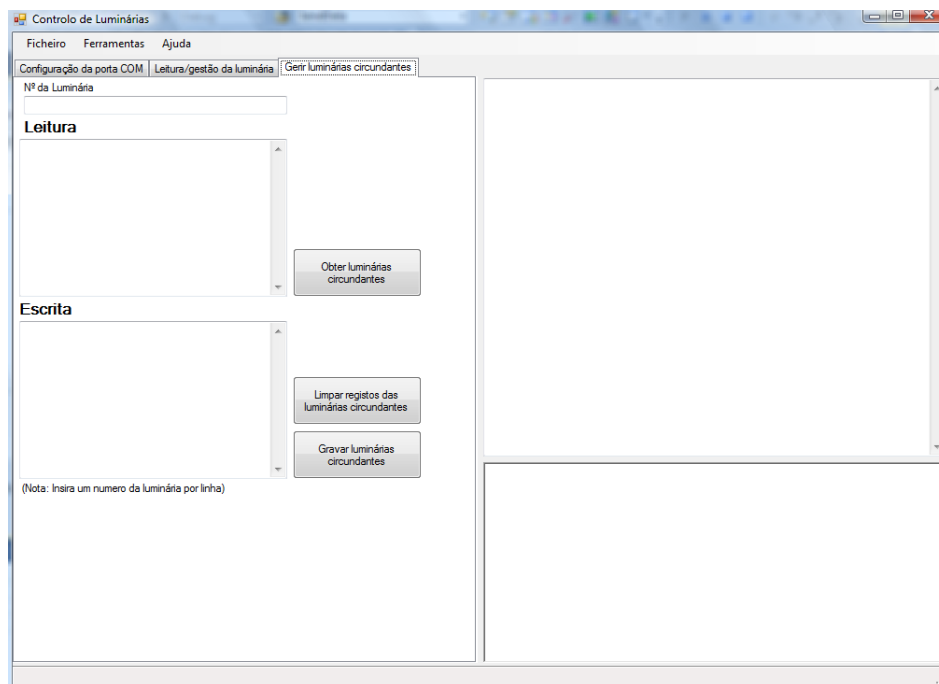 Controlo de Luminárias
Ficheiro Ferramentas Ajuda
Configuração da porta COM Leitura/gestão da luminária Gerir luminárias circundantes
Nº da Luminária
Leitura
Obter luminárias
circundantes
Escrita
Limpar registos das
luminárias circundantes
Gravar luminárias
circundantes
(Nota: Insira um numero da luminária por linha)